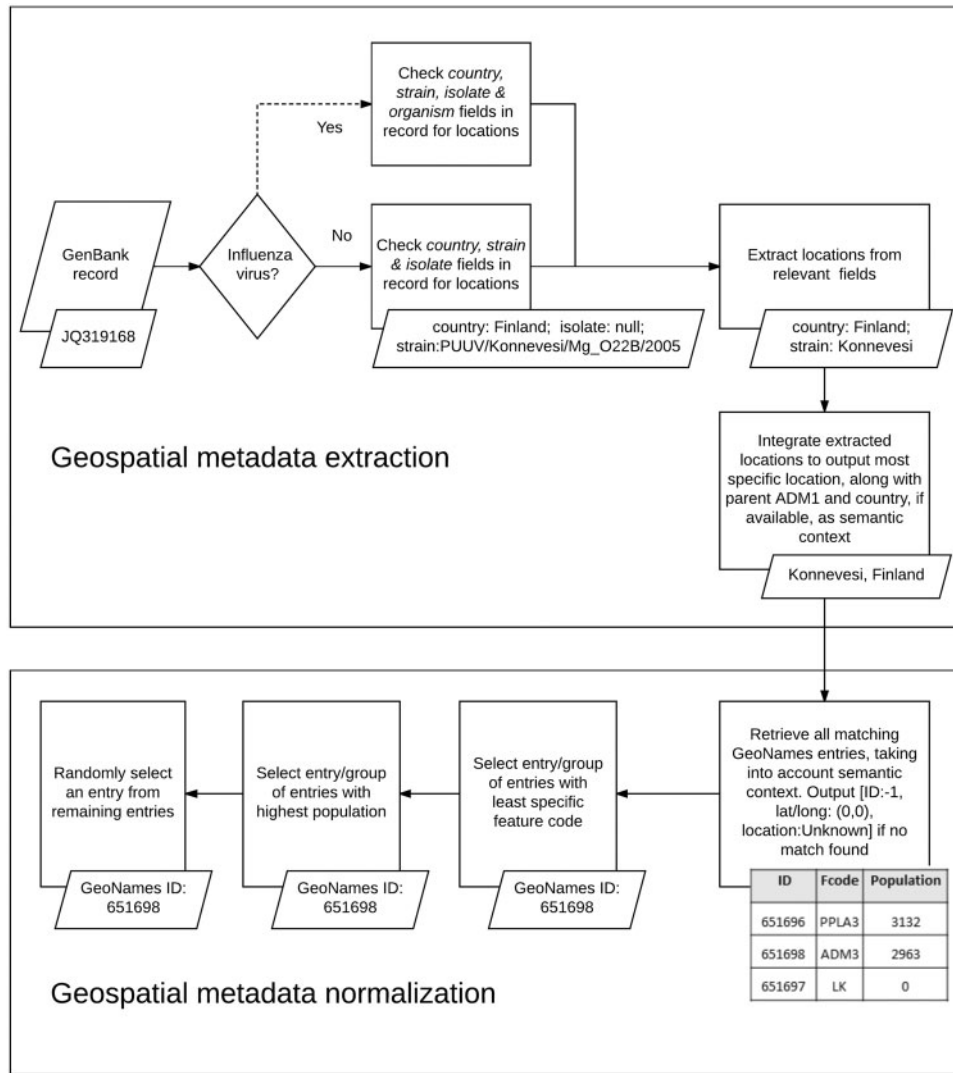 Check country,
strain, isolate &
organism fields in
record for locations
Yes
GenBank
record
JQ319168
Influenza
virus?
No
Check country, strain
& isolate fields in
record for locations
country: Finland; isolate: null;
strain:PUUV/Konnevesi/Mg_O22B/2005
Extract locations from
relevant fields
country: Finland;
strain: Konnevesi
Geospatial metadata extraction
Integrate extracted
locations to output most
specific location, along with
parent ADM1 and country, if
available, as semantic
context
Konnevesi, Finland
Randomly select
an entry from
remaining entries
GeoNames ID:
651698
Select entry/group
of entries with
highest population
GeoNames ID:
651698
Select entry/group
of entries with
least specific
feature code
GeoNames ID:
651698
Retrieve all matching
GeoNames entries, taking
into account semantic
context. Output [ID:-1,
lat/long: (0,0),
location:Unknown] if no
match found
ID Fcode Population
651696 PPLA3 3132
651698 ADM3 2963
651697 LK 0
Geospatial metadata normalization